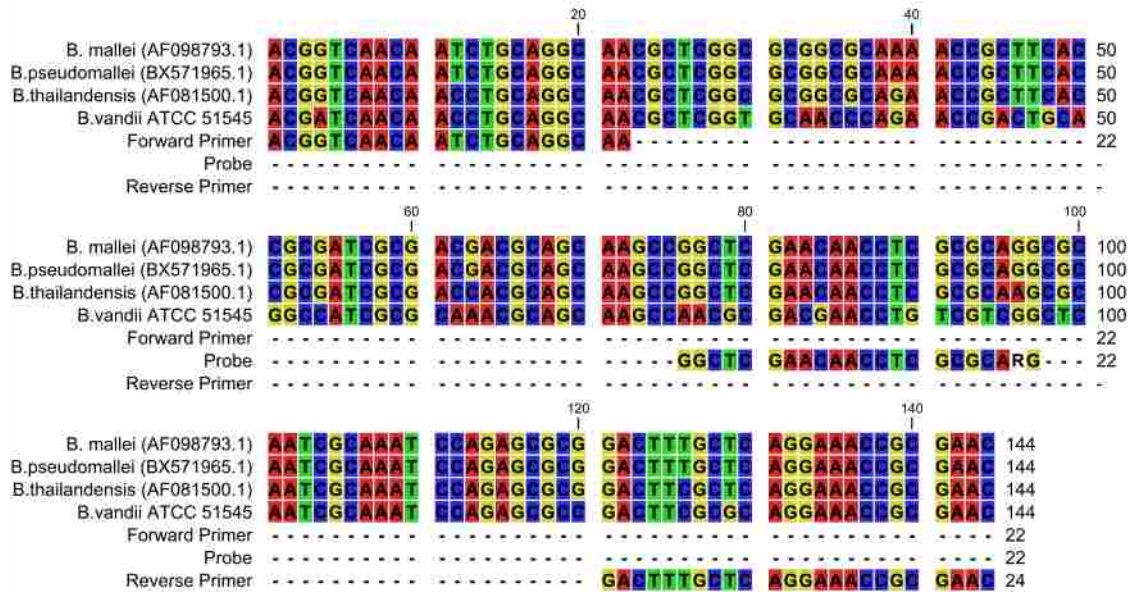 20 40
B. mallei (AF098793.1) ACGGTCAACA ATCTGCAGGC AACGCTCGGC GCGGCGCAAA ACCGCTTCAC 50
B.pseudomallei (BX571965.1) ACGGTCAACA ATCTGCAGGC AACGCTCGGC GCGGCGCAAA ACCGCTTCAC 50
B.thailandensis (AF081500.1) ACGGTCAACA ACCTGCAGGC AACGCTCGGC GCGGCGCAGA ACCGCTTCAC 50
B.vandii ATCC 51545 ACGATCAACA ACCTGCAGGC AACGCTCGGT GCAACCCAGA ACCGACTGCA 50
Forward Primer ACGGTCAACA ATCTGCAGGC AA-------- ---------- ---------- 22
Probe ---------- ---------- ---------- ---------- ---------- -
Reverse Primer ---------- ---------- ---------- ---------- ---------- -
60 80 100
B. mallei (AF098793.1) CGCGATCGCG ACGACGCAGC AAGCCGGCTC GAACAACCTC GCGCAGGCGC 100
B.pseudomallei (BX571965.1) CGCGATCGCG ACGACGCAGC AAGCCGGCTC GAACAACCTC GCGCAGGCGC 100
B.thailandensis (AF081500.1) CGCGATCGCG ACCACGCAGC AAGCCGGCTC GAACAACCTC GCGCAAGCGC 100
B.vandii ATCC 51545 GGCCATCGCG CAAACGCAGC AAGCCAACGC GACGAACCTG TCGTCGGCTC 100
Forward Primer ---------- ---------- ---------- ---------- ---------- 22
Probe ---------- ---------- -----GGCTC GAACAACCTC GCGCARG--- 22
Reverse Primer ---------- ---------- ---------- ---------- ---------- -
120 140
B. mallei (AF098793.1) AATCGCAAAT CCAGAGCGCG GACTTTGCTC AGGAAACCGC GAAC 144
B.pseudomallei (BX571965.1) AATCGCAAAT CCAGAGCGCG GACTTTGCTC AGGAAACCGC GAAC 144
B.thailandensis (AF081500.1) AATCGCAAAT CCAGAGCGCG GACTTCGCTC AGGAAACCGC GAAC 144
B.vandii ATCC 51545 AATCGCAAAT CCAGAGCGCC GACTTCGCGC AGGAAACCGC GAAC 144
Forward Primer ---------- ---------- ---------- ---------- ---- 22
Probe ---------- ---------- ---------- ---------- ---- 22
Reverse Primer ---------- ---------- GACTTTGCTC AGGAAACCGC GAAC 24